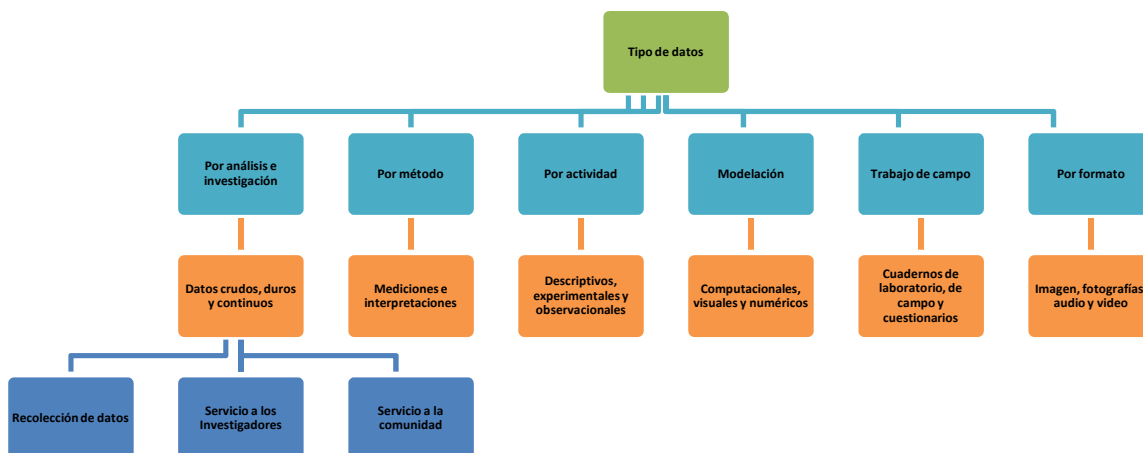 Tipo de datos
Por análisis e
investigación
Por método
Por actividad
Modelación
Trabajo de campo
Por formato
Datos crudos, duros
y continuos
Mediciones e
interpretaciones
Descriptivos,
experimentales y
observacionales
Computacionales,
visuales y numéricos
Cuadernos de
laboratorio, de
campo y
cuestionarios
Imagen, fotografías,
audio y video
Recolección de datos
Servicio a los
Investigadores
Servicio a la
comunidad